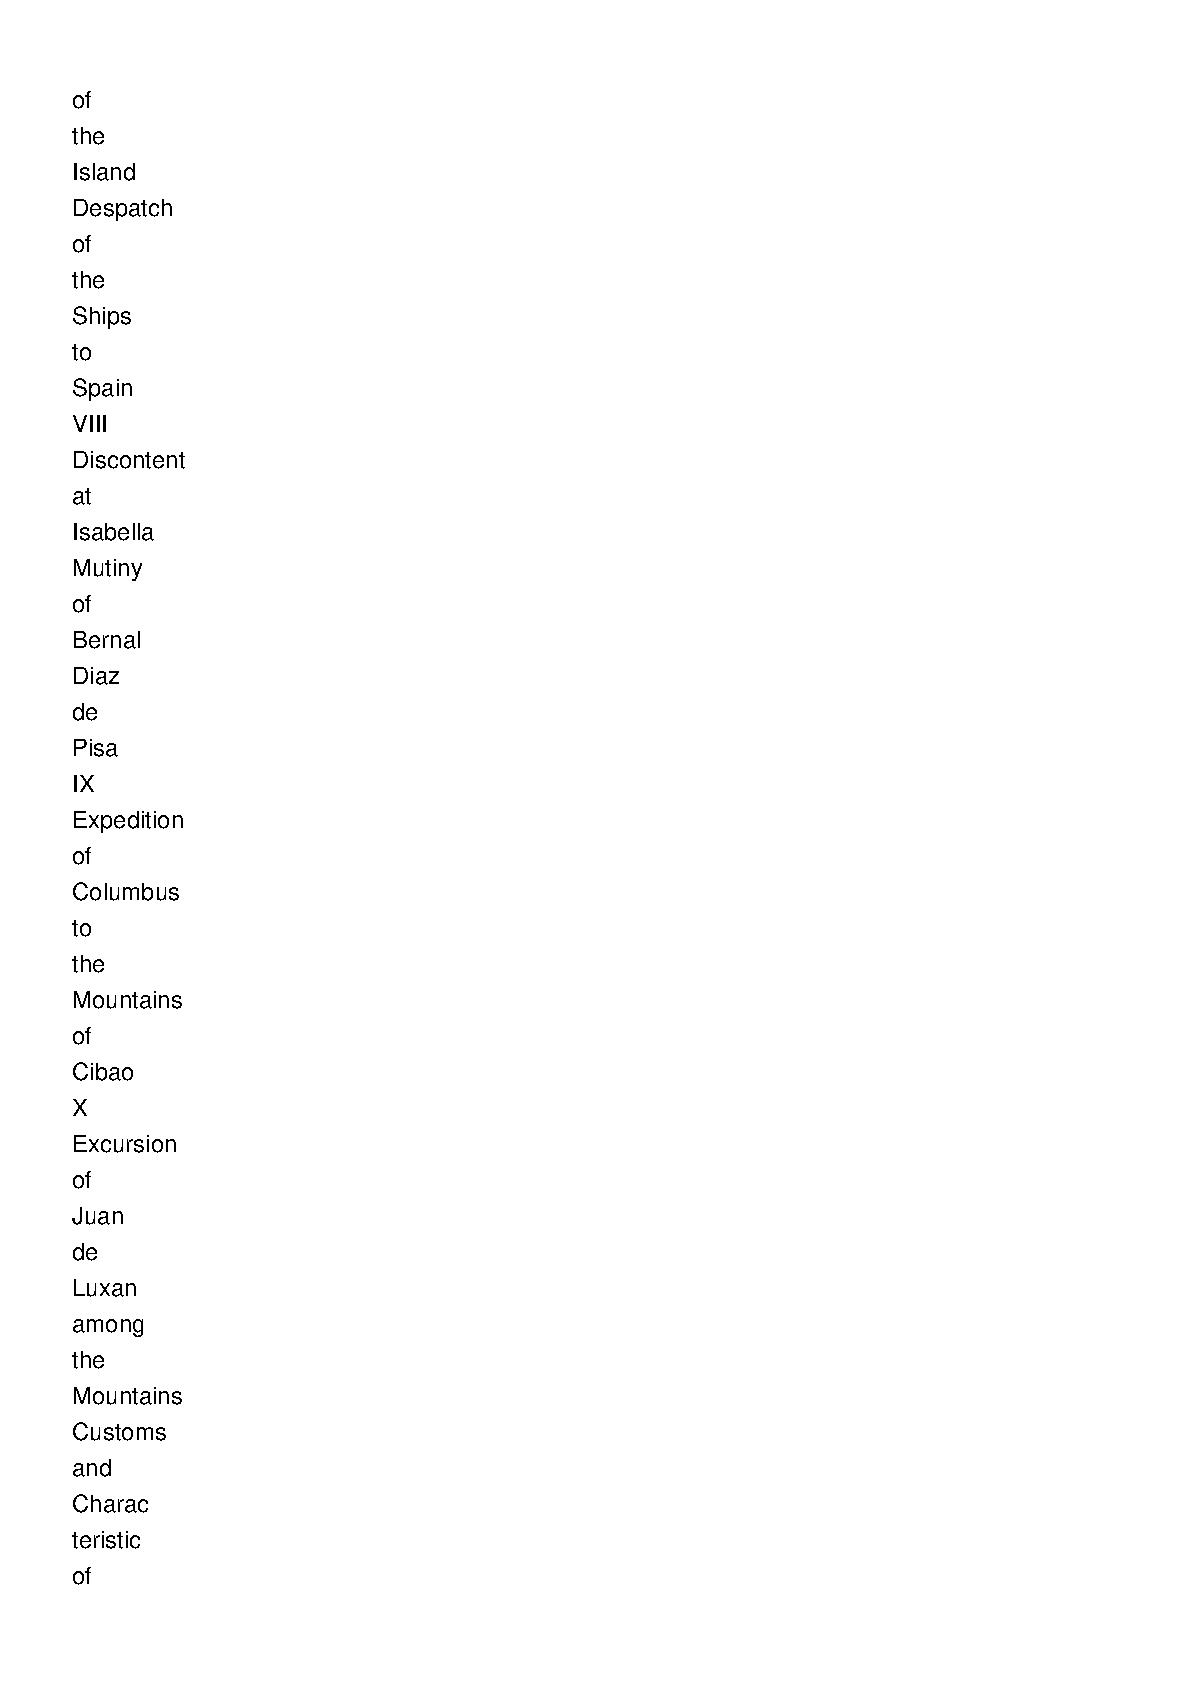 of
the
Island
Despatch
of
the
Ships
to
Spain
VIII
Discontent
at
Isabella
Mutiny
of
Bernal
Diaz
de
Pisa
IX
Expedition
of
Columbus
to
the
Mountains
of
Cibao
X
Excursion
of
Juan
de
Luxan
among
the
Mountains
Customs
and
Charac
teristic
of